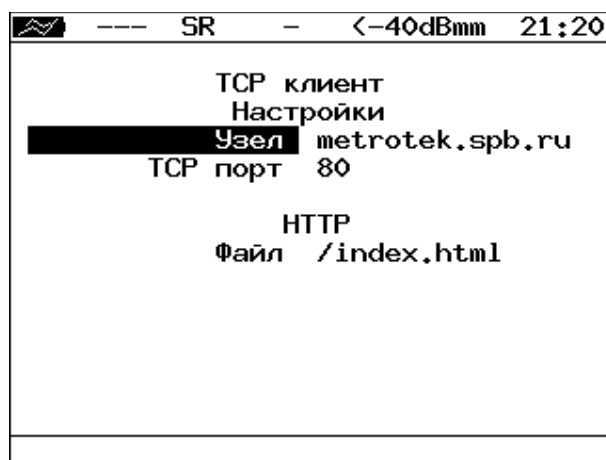 --- SR - <-40dBmm 21:20
TCP клиент
Настройки
Узел metrotek.spb.ru
TCP порт 80
HTTP
Файл /index.html